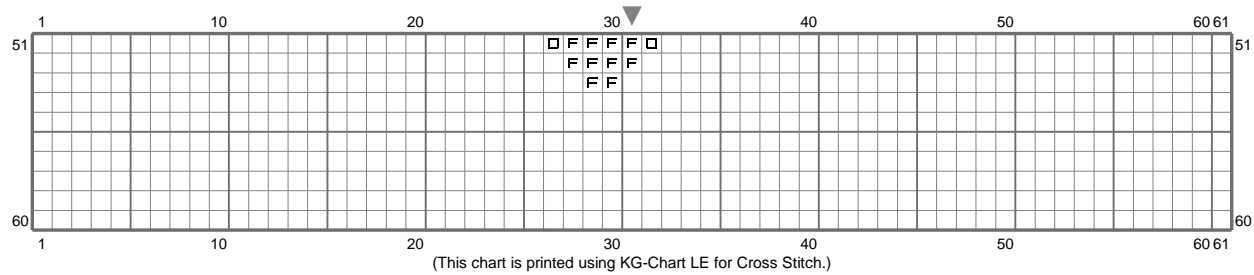 1 10 20 30 40 50 60 61
51 □ F F F F □ 51
F F F F
F F
60 60
1 10 20 30 40 50 60 61
(This chart is printed using KG-Chart LE for Cross Stitch.)